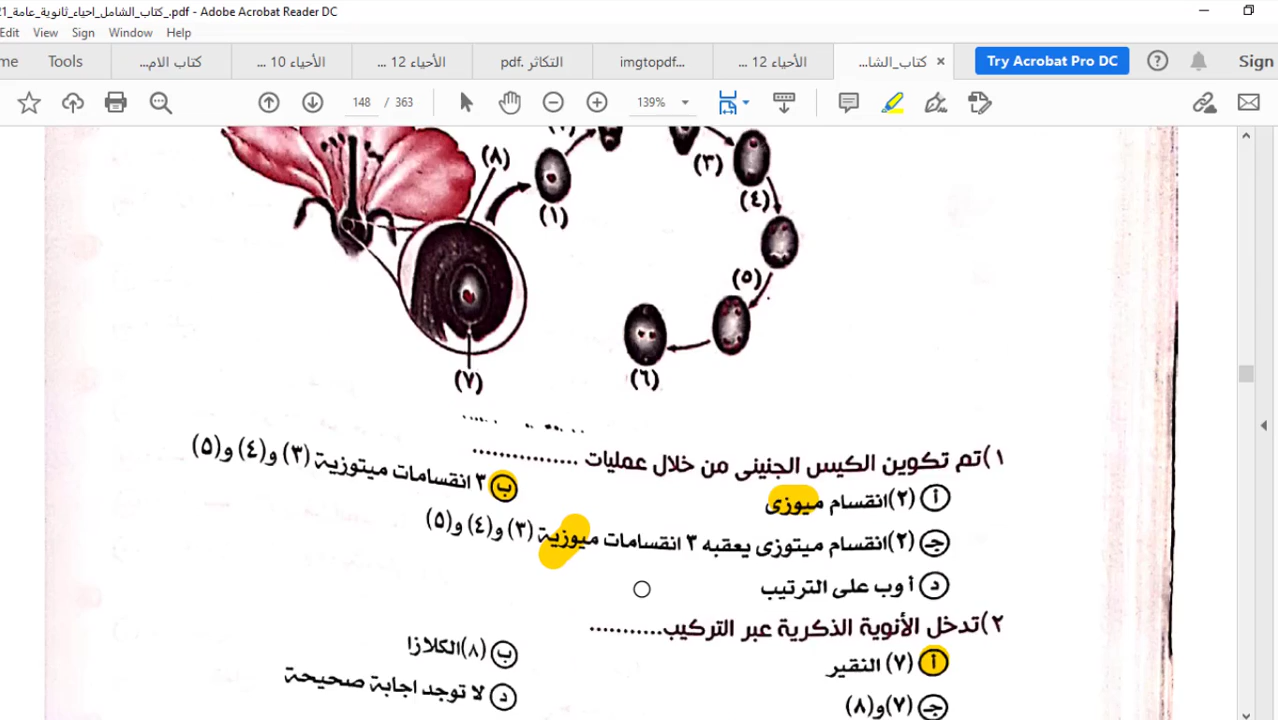 كتاب_الشامل_احياء_ثانوية_عامة_21.pdf - Adobe Acrobat Reader DC
Edit View Sign Window Help
me Tools كتاب الام... الأحياء 10 ... الأحياء 12 ... التكاثر .pdf imgtopdf... الأحياء 12 ... كتاب_الشا... × Try Acrobat Pro DC Sign
148 / 363 139%
(٨)
(١)
(٣)
(٤)
(٥)
(٦)
(٧)
١)تم تكوين الكيس الجنينى من خلال عمليات ...............
أ (٢)انقسام ميوزى
ب ٣ انقسامات ميتوزية (٣) و(٤) و(٥)
جـ (٢)انقسام ميتوزى يعقبه ٣ انقسامات ميوزية (٣) و(٤) و(٥)
د أ وب على الترتيب
٢)تدخل الأنوية الذكرية عبر التركيب...........
أ (٧) النقير
ب (٨)الكلازا
جـ (٧)و(٨)
د لا توجد اجابة صحيحة